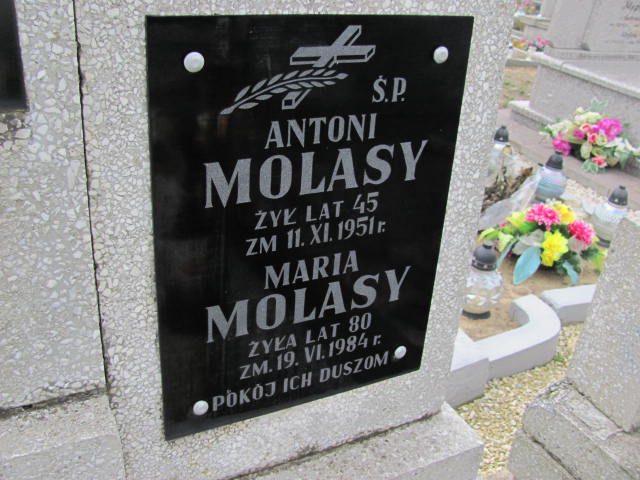 Ś.P.
ANTONI
MOLASY
ŻYŁ LAT 45
ZM 11. XI. 1951 r.
MARIA
MOLASY
ŻYŁA LAT 80
ZM. 19. VI. 1984 r.
POKÓJ ICH DUSZOM